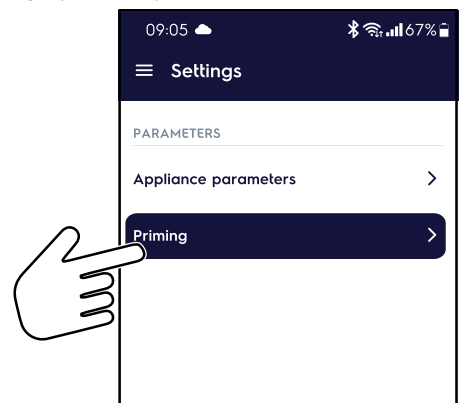 09:05 67%
Settings
PARAMETERS
Appliance parameters
Priming